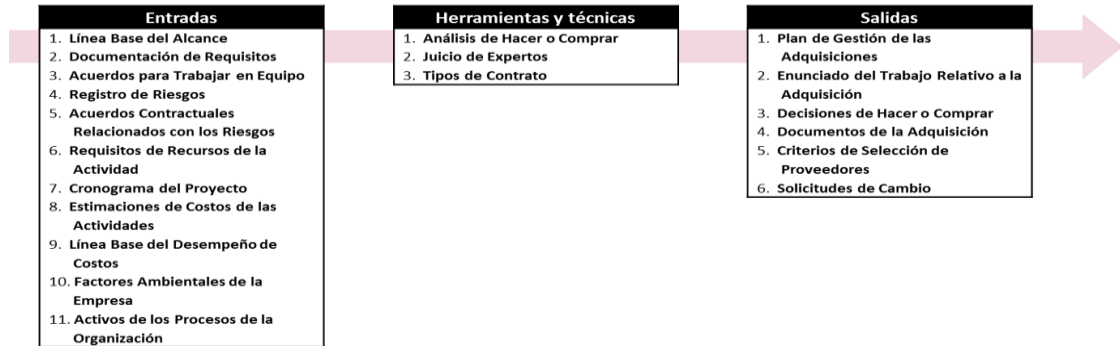 Entradas
1. Línea Base del Alcance
2. Documentación de Requisitos
3. Acuerdos para Trabajar en Equipo
4. Registro de Riesgos
5. Acuerdos Contractuales
Relacionados con los Riesgos
6. Requisitos de Recursos de la
Actividad
7. Cronograma del Proyecto
8. Estimaciones de Costos de las
Actividades
9. Línea Base del Desempeño de
Costos
10. Factores Ambientales de la
Empresa
11. Activos de los Procesos de la
Organización
Herramientas y técnicas
1. Análisis de Hacer o Comprar
2. Juicio de Expertos
3. Tipos de Contrato
Salidas
1. Plan de Gestión de las
Adquisiciones
2. Enunciado del Trabajo Relativo a la
Adquisición
3. Decisiones de Hacer o Comprar
4. Documentos de la Adquisición
5. Criterios de Selección de
Proveedores
6. Solicitudes de Cambio